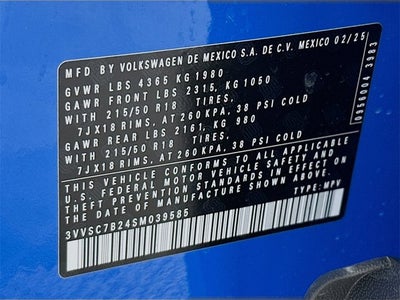 MFD BY VOLKSWAGEN DE MEXICO S.A. DE C.V. MEXICO 02/25
GVWR LBS 4365 KG 1980
GAWR FRONT LBS 2315, KG 1050
WITH 215/50 R18 TIRES,
7JX18 RIMS, AT 260KPA, 38 PSI COLD
GAWR REAR LBS 2161, KG 980
WITH 215/50 R18 TIRES,
7JX18 RIMS, AT 260KPA, 38 PSI COLD
THIS VEHICLE CONFORMS TO ALL APPLICABLE
U.S. FEDERAL MOTOR VEHICLE SAFETY AND
THEFT PREVENTION STANDARDS IN EFFECT ON
THE DATE OF MANUFACTURE SHOWN ABOVE.
3VVSC7B24SM039585 TYPE:MPV
0956004 3983